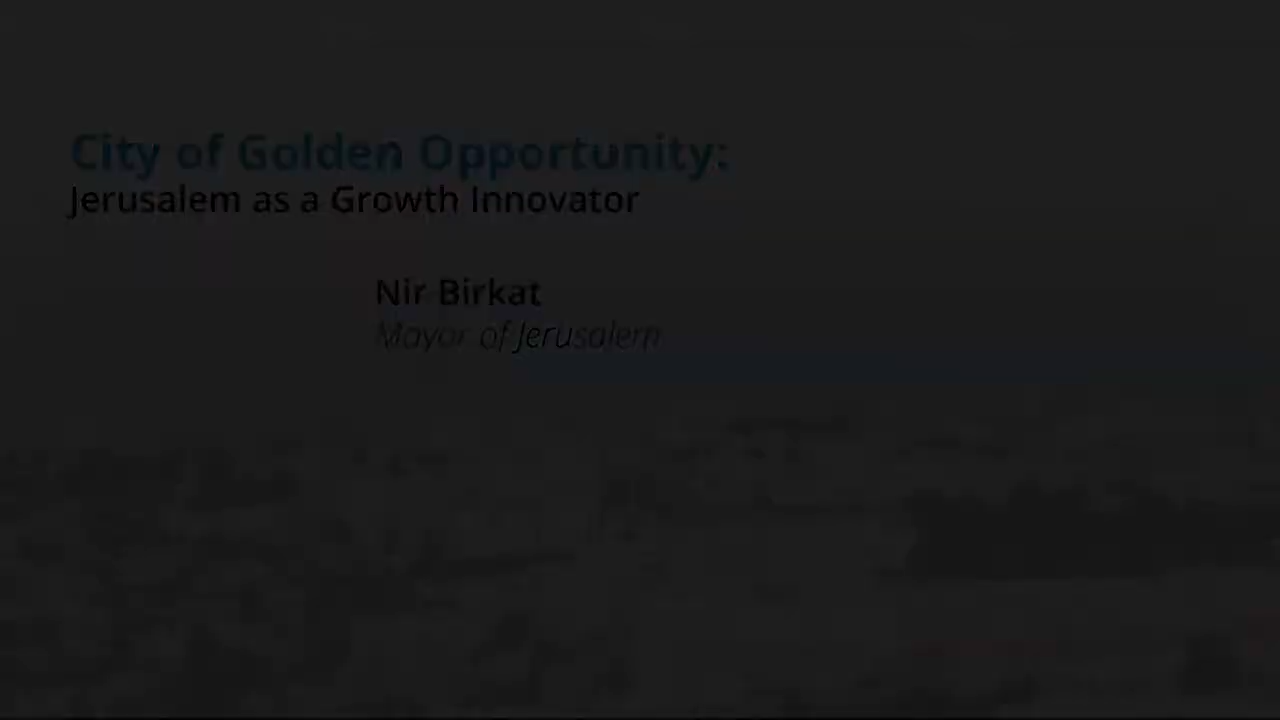 City of Golden Opportunity:
Jerusalem as a Growth Innovator
Nir Birkat
Mayor of Jerusalem